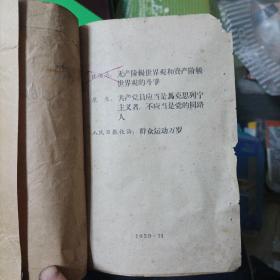 无产阶级世界观和资产阶级
世界观的斗争
共产党员应当是马克思列宁
主义者，不应当是党的同路
人
人民日报社论：群众运动万岁
1959·11